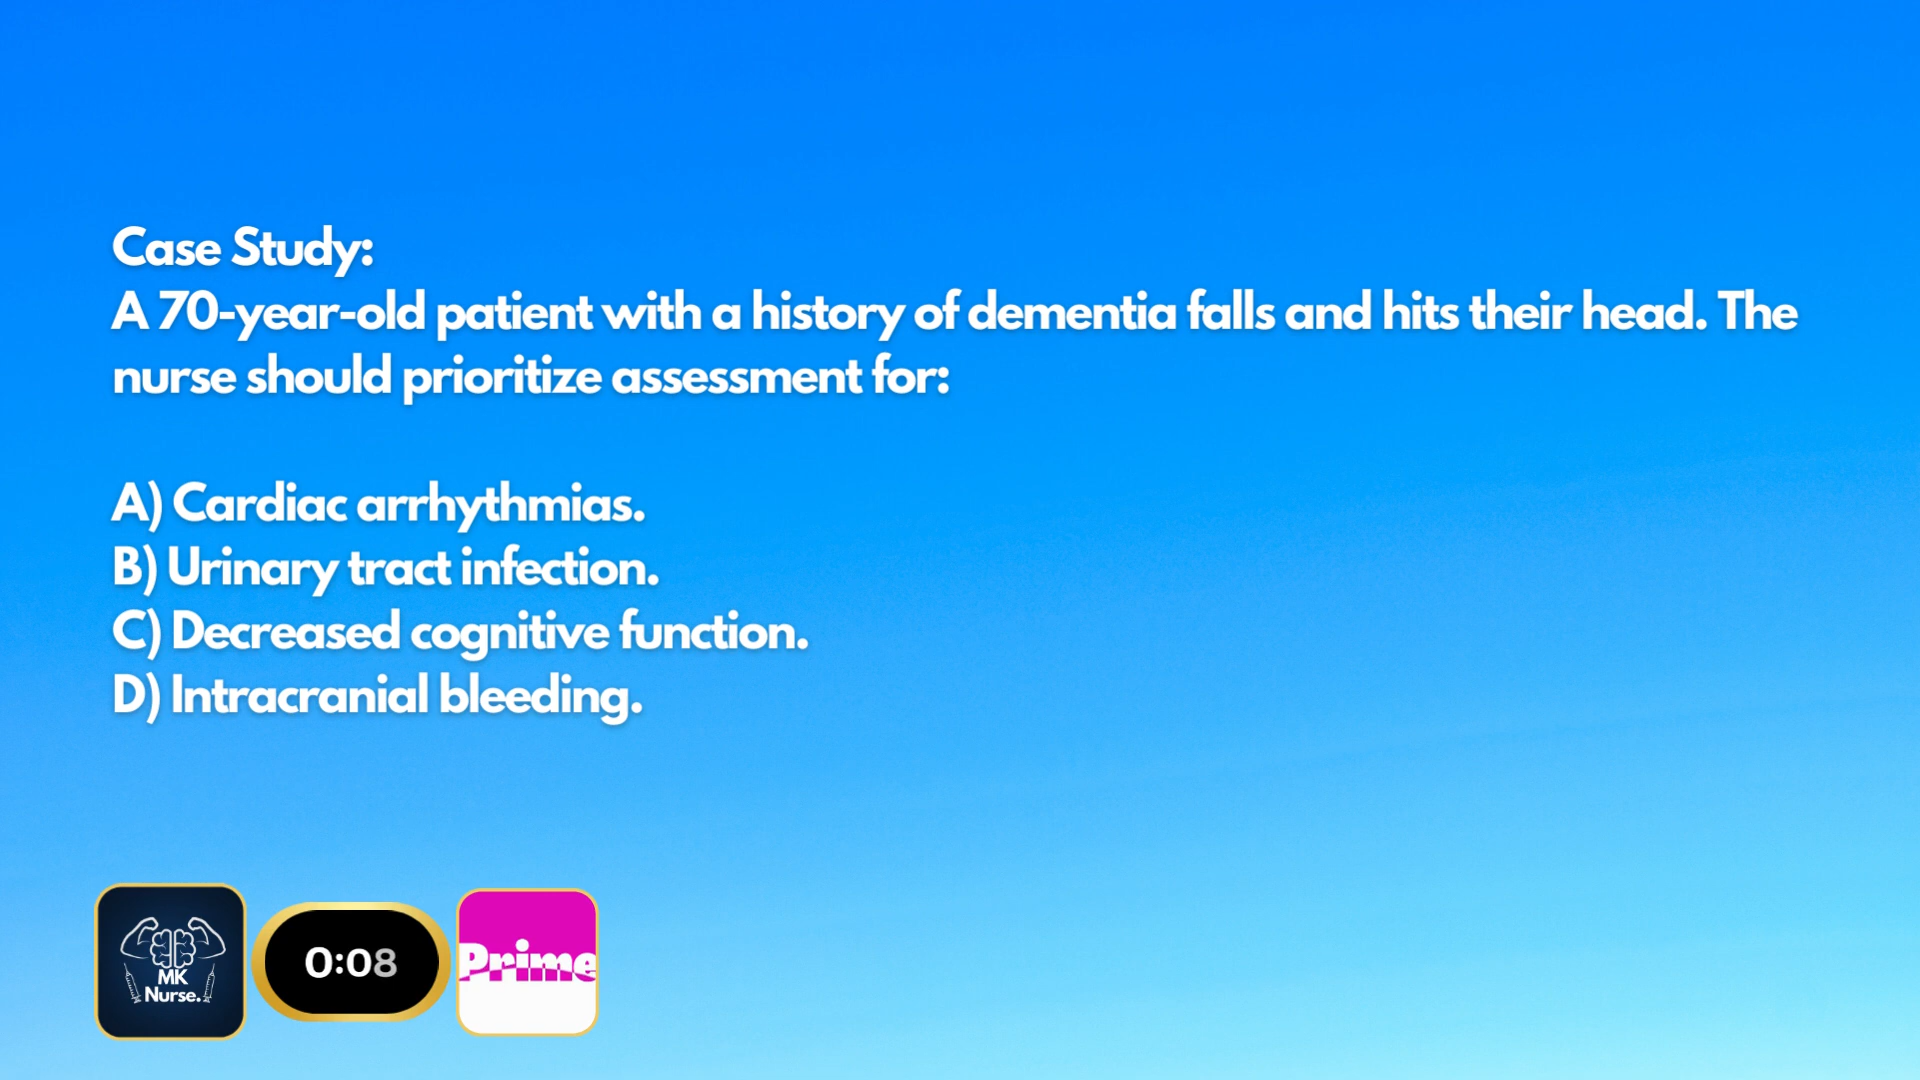 Case Study:
A 70-year-old patient with a history of dementia falls and hits their head. The
nurse should prioritize assessment for:
A) Cardiac arrhythmias.
B) Urinary tract infection.
C) Decreased cognitive function.
D) Intracranial bleeding.
MK
Nurse.
0:08
Prime